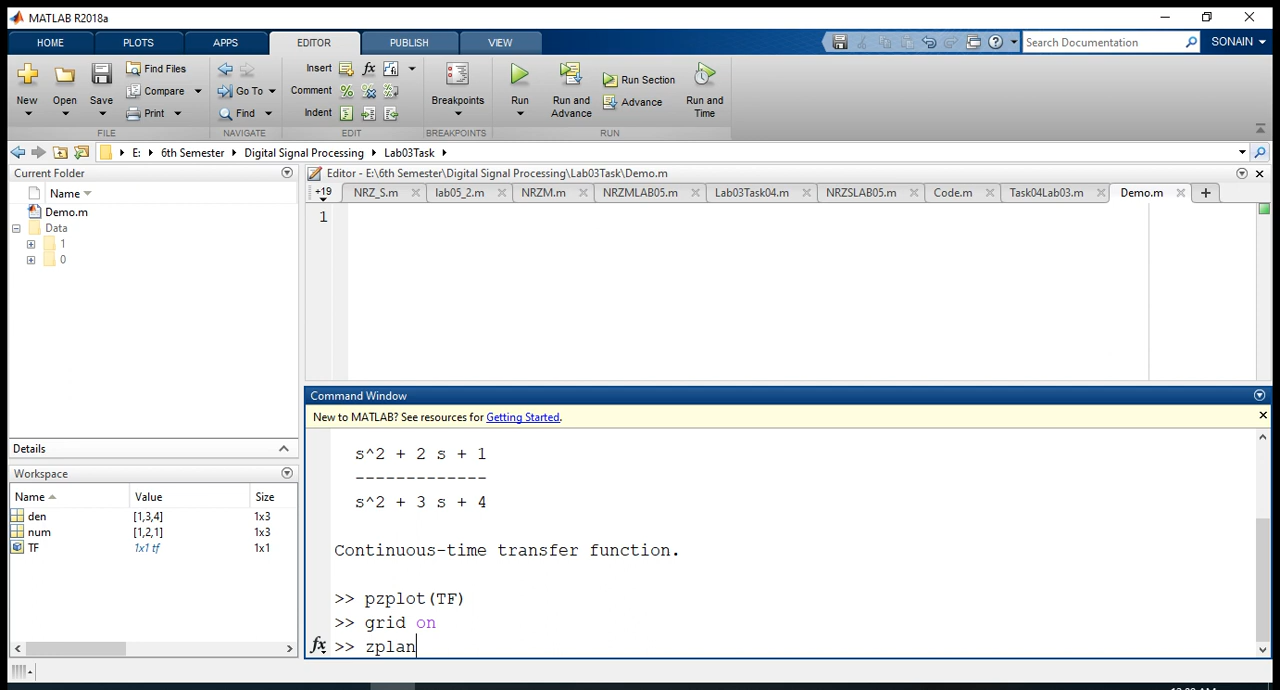 MATLAB R2018a
HOME PLOTS APPS EDITOR PUBLISH VIEW Search Documentation SONAIN
New Open Save Find Files Compare Print
Go To Find
Insert fx
Comment
Indent
Breakpoints Run Run and Advance Run Section Advance Run and Time
FILE NAVIGATE EDIT BREAKPOINTS RUN
E: 6th Semester Digital Signal Processing Lab03Task
Current Folder
Name
Demo.m
Data
1
0
Details
Workspace
Name Value Size
den [1,3,4] 1x3
num [1,2,1] 1x3
TF 1x1 tf 1x1
Editor - E:\6th Semester\Digital Signal Processing\Lab03Task\Demo.m
+19 NRZ_S.m lab05_2.m NRZM.m NRZMLAB05.m Lab03Task04.m NRZSLAB05.m Code.m Task04Lab03.m Demo.m
1
Command Window
New to MATLAB? See resources for Getting Started.
s^2 + 2 s + 1
-------------
s^2 + 3 s + 4
Continuous-time transfer function.
>> pzplot(TF)
>> grid on
fx >> zplan